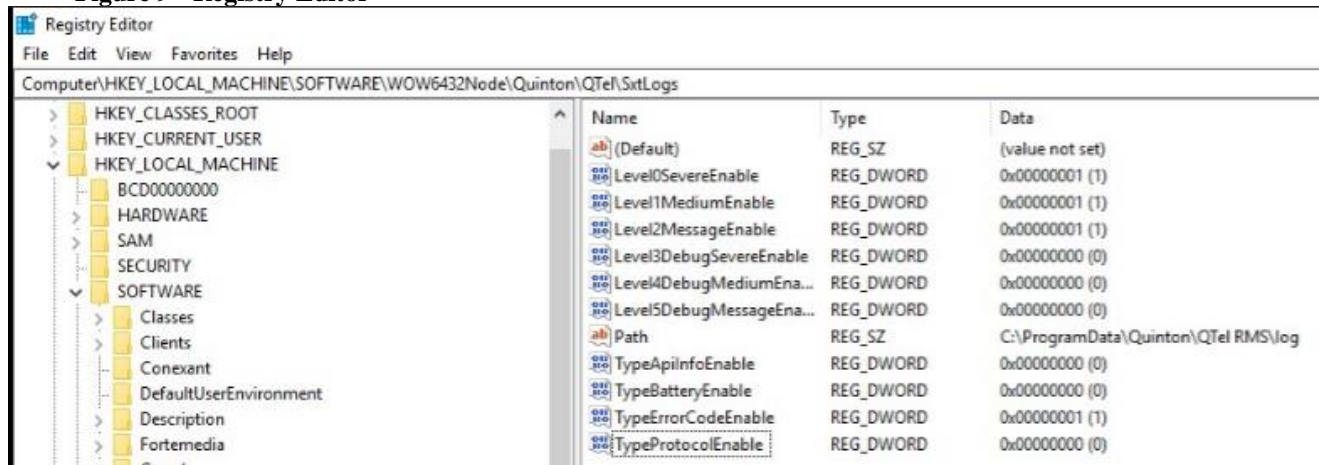 Registry Editor
File Edit View Favorites Help
Computer\HKEY_LOCAL_MACHINE\SOFTWARE\WOW6432Node\Quinton\QTel\SxtLogs
HKEY_CLASSES_ROOT
HKEY_CURRENT_USER
HKEY_LOCAL_MACHINE
BCD00000000
HARDWARE
SAM
SECURITY
SOFTWARE
Classes
Clients
Conexant
DefaultUserEnvironment
Description
Fortemedia
Name Type Data
(Default) REG_SZ (value not set)
Level0SevereEnable REG_DWORD 0x00000001 (1)
Level1MediumEnable REG_DWORD 0x00000001 (1)
Level2MessageEnable REG_DWORD 0x00000001 (1)
Level3DebugSevereEnable REG_DWORD 0x00000000 (0)
Level4DebugMediumEna... REG_DWORD 0x00000000 (0)
Level5DebugMessageEna... REG_DWORD 0x00000000 (0)
Path REG_SZ C:\ProgramData\Quinton\QTel RMS\log
TypeApiInfoEnable REG_DWORD 0x00000000 (0)
TypeBatteryEnable REG_DWORD 0x00000000 (0)
TypeErrorCodeEnable REG_DWORD 0x00000001 (1)
TypeProtocolEnable REG_DWORD 0x00000000 (0)